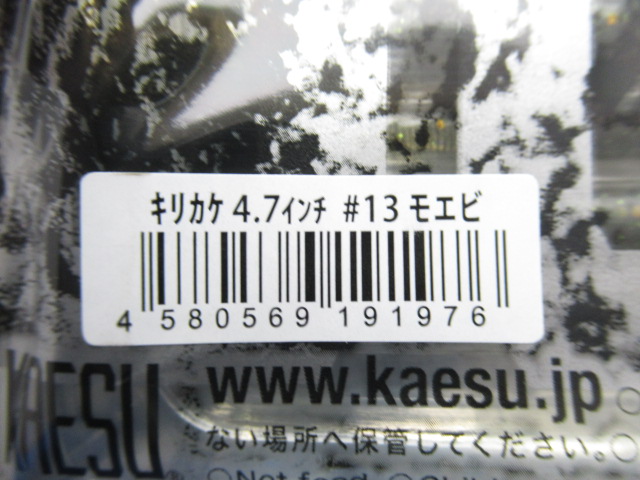 キリカケ 4.7インチ #13 モエビ
4 580569 191976
KAESU
www.kaesu.jp
ない場所へ保管してください。